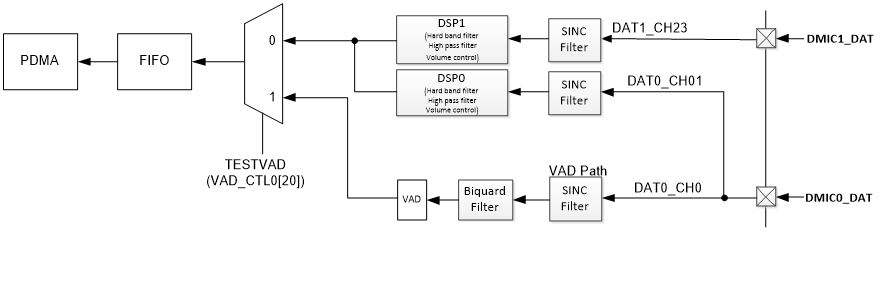 PDMA
FIFO
0
1
TESTVAD
(VAD_CTL0[20])
DSP1
(Hard band filter
High pass filter
Volume control)
SINC
Filter
DAT1_CH23
DMIC1_DAT
DSP0
(Hard band filter
High pass filter
Volume control)
SINC
Filter
DAT0_CH01
VAD
Biquard
Filter
VAD Path
SINC
Filter
DAT0_CH0
DMIC0_DAT